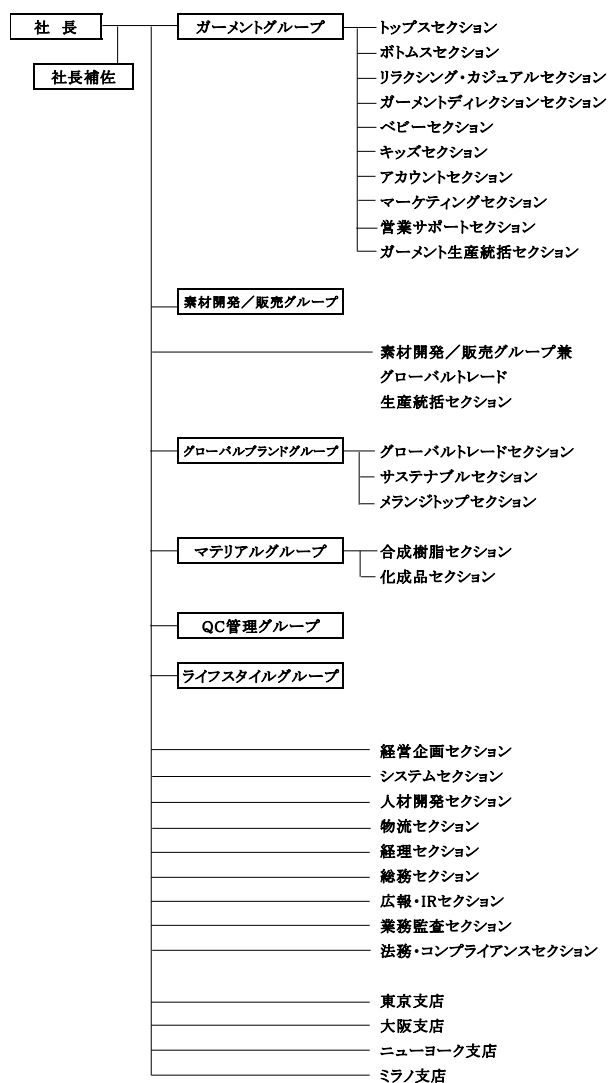 社 長
社長補佐
ガーメントグループ
トップスセクション
ボトムスセクション
リラクシング・カジュアルセクション
ガーメントディレクションセクション
ベビーセクション
キッズセクション
アカウントセクション
マーケティングセクション
営業サポートセクション
ガーメント生産統括セクション
素材開発／販売グループ
素材開発／販売グループ兼
グローバルトレード
生産統括セクション
グローバルブランドグループ
グローバルトレードセクション
サステナブルセクション
メランジトップセクション
マテリアルグループ
合成樹脂セクション
化成品セクション
QC管理グループ
ライフスタイルグループ
経営企画セクション
システムセクション
人材開発セクション
物流セクション
経理セクション
総務セクション
広報・IRセクション
業務監査セクション
法務・コンプライアンスセクション
東京支店
大阪支店
ニューヨーク支店
ミラノ支店